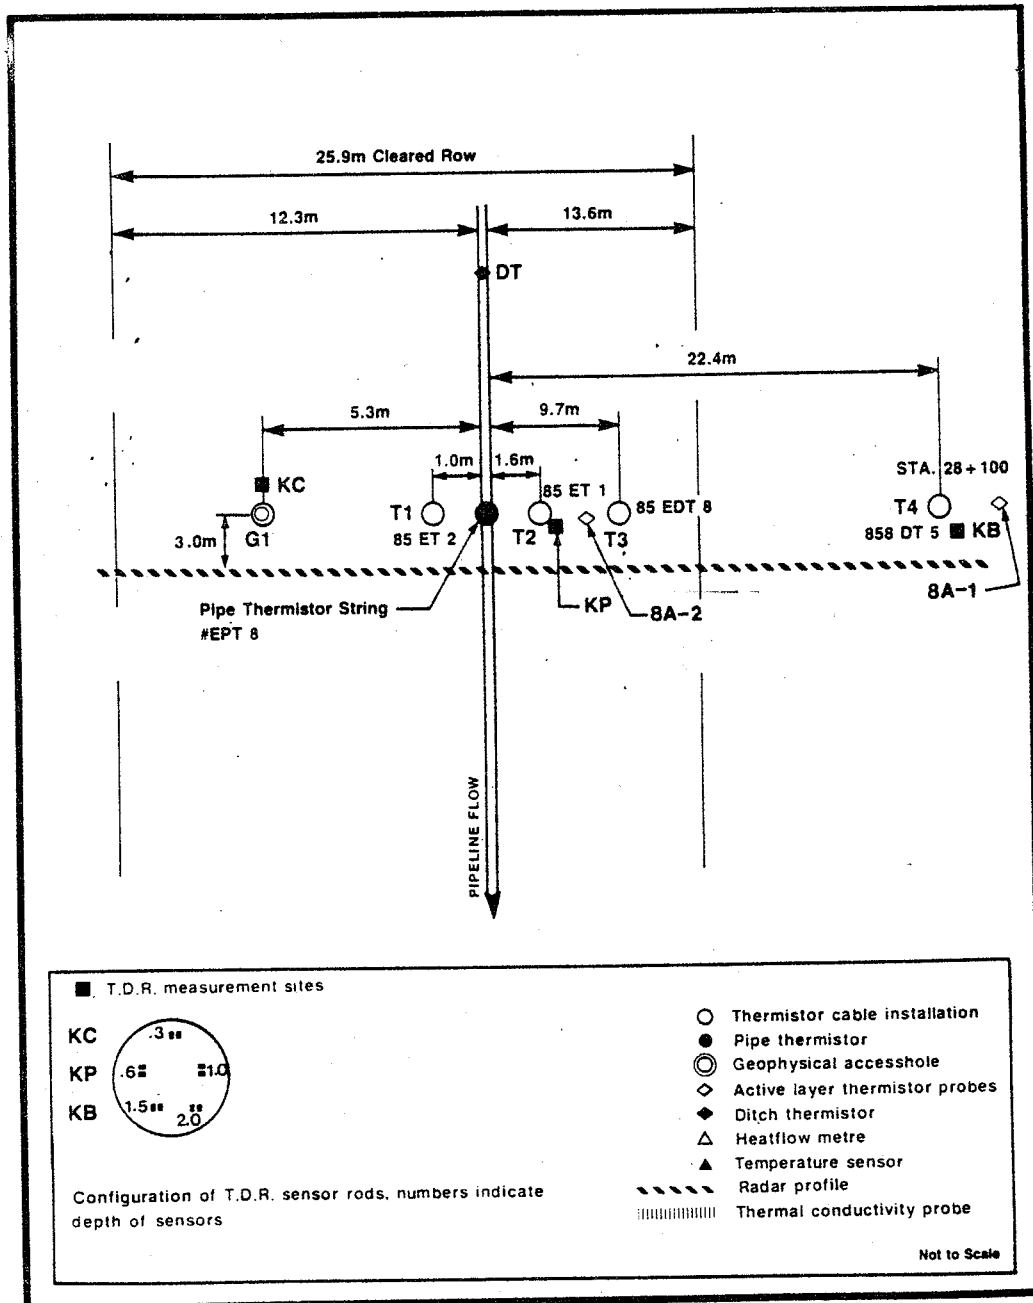 25.9m Cleared Row
12.3m
13.6m
DT
22.4m
5.3m
9.7m
1.0m
1.6m
STA. 28+100
KC
85 ET 1
T1
85 EDT 8
T4
G1
85 ET 2
T2
T3
858 DT 5
KB
3.0m
8A-1
Pipe Thermistor String
#EPT 8
KP
8A-2
PIPELINE FLOW
T.D.R. measurement sites
KC
.3
KP
.6
1.0
KB
1.5
2.0
Configuration of T.D.R. sensor rods, numbers indicate
depth of sensors
Thermistor cable installation
Pipe thermistor
Geophysical accesshole
Active layer thermistor probes
Ditch thermistor
Heatflow metre
Temperature sensor
Radar profile
Thermal conductivity probe
Not to Scale